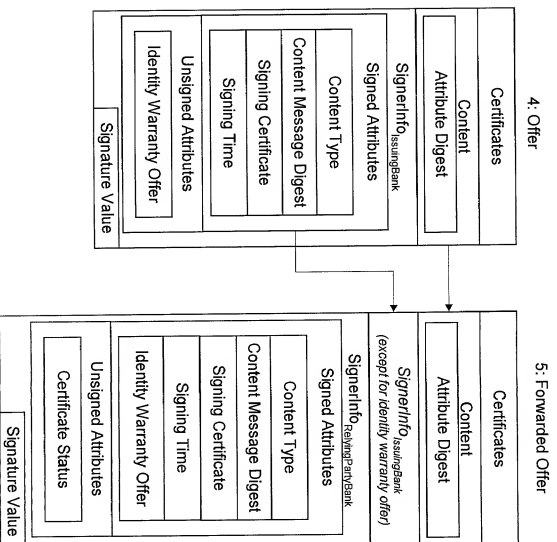 4: Offer
Certificates
Content
Attribute Digest
SignerInfoIssuingBank
Signed Attributes
Content Type
Content Message Digest
Signing Certificate
Signing Time
Unsigned Attributes
Identity Warranty Offer
Signature Value
5: Forwarded Offer
Certificates
Content
Attribute Digest
SignerInfoIssuingBank
(except for identity warranty offer)
SignerInfoRelyingPartyBank
Signed Attributes
Content Type
Content Message Digest
Signing Certificate
Signing Time
Identity Warranty Offer
Unsigned Attributes
Certificate Status
Signature Value